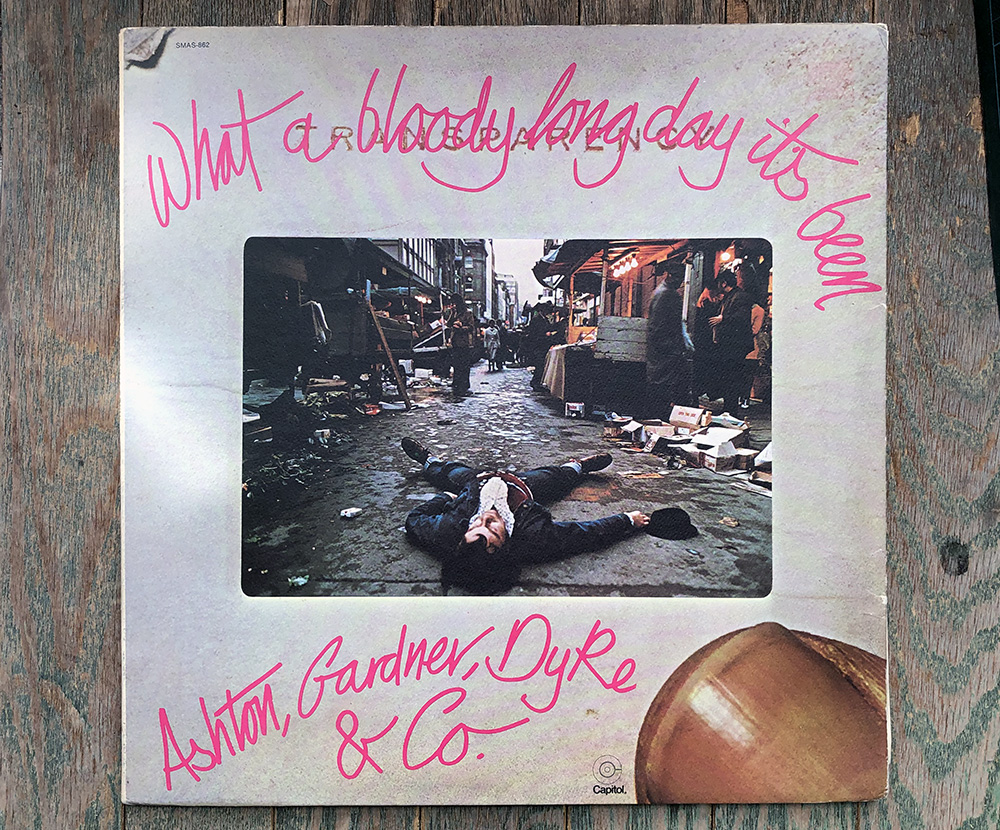 SMAS-862
What a bloody long day it's been
TRANSPARENCY
Ashton, Gardner, Dyke
& Co.
Capitol.